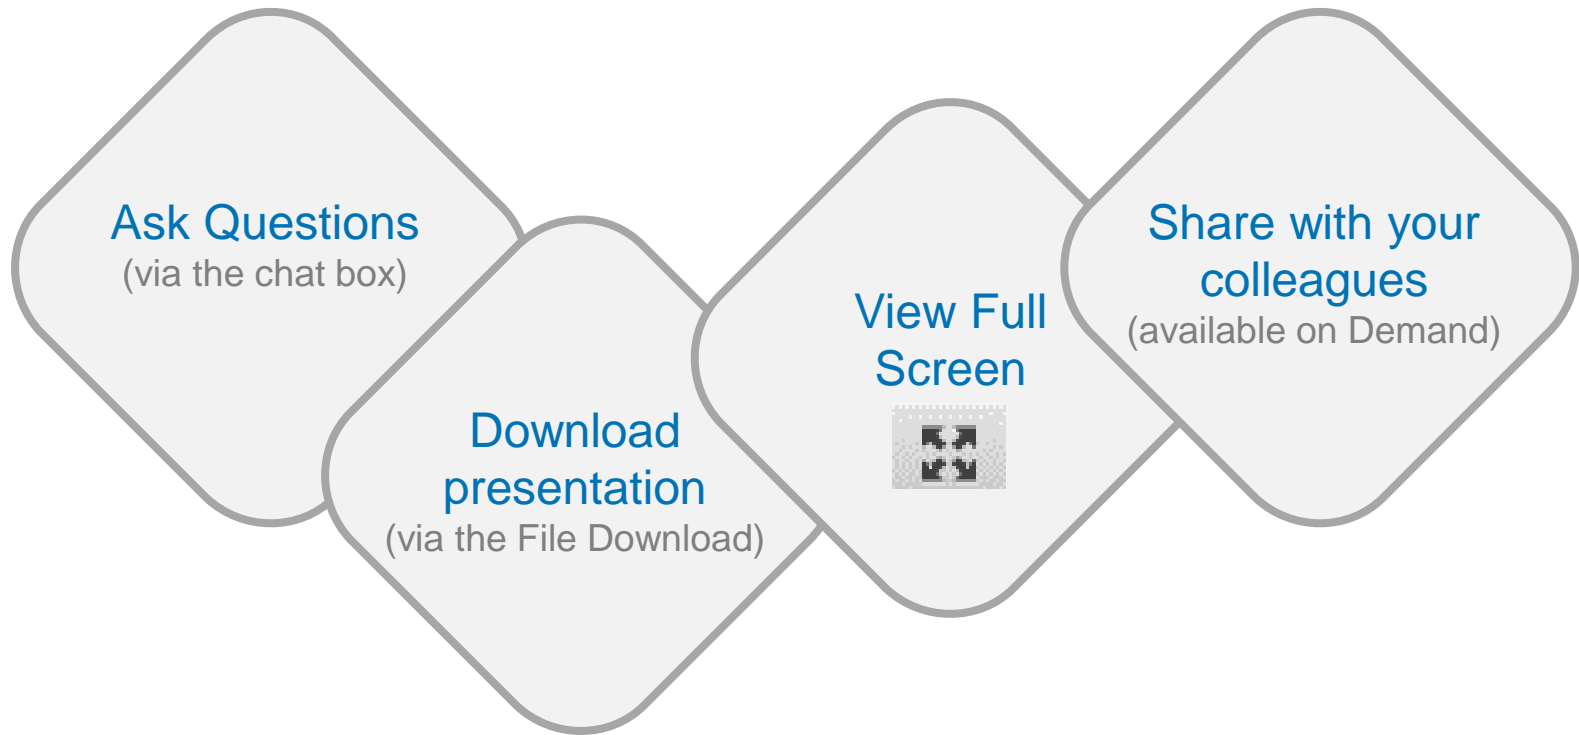 Ask Questions
(via the chat box)
Download
presentation
(via the File Download)
View Full
Screen
Share with your
colleagues
(available on Demand)